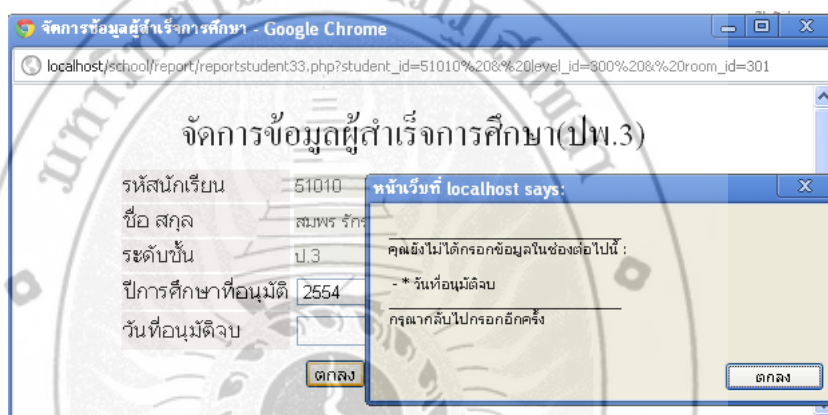 จัดการข้อมูลผู้สำเร็จการศึกษา - Google Chrome
localhost/school/report/reportstudent33.php?student_id=51010%20&%20level_id=300%20&%20room_id=301
จัดการข้อมูลผู้สำเร็จการศึกษา(ปพ.3)
รหัสนักเรียน 51010
ชื่อ สกุล สมพร
ระดับชั้น ป.3
ปีการศึกษาที่อนุมัติ 2554
วันที่อนุมัติจบ
ตกลง
หน้าเว็บที่ localhost says:
คุณยังไม่ได้กรอกข้อมูลในช่องต่อไปนี้ :
- * วันที่อนุมัติจบ
กรุณากลับไปกรอกอีกครั้ง
ตกลง